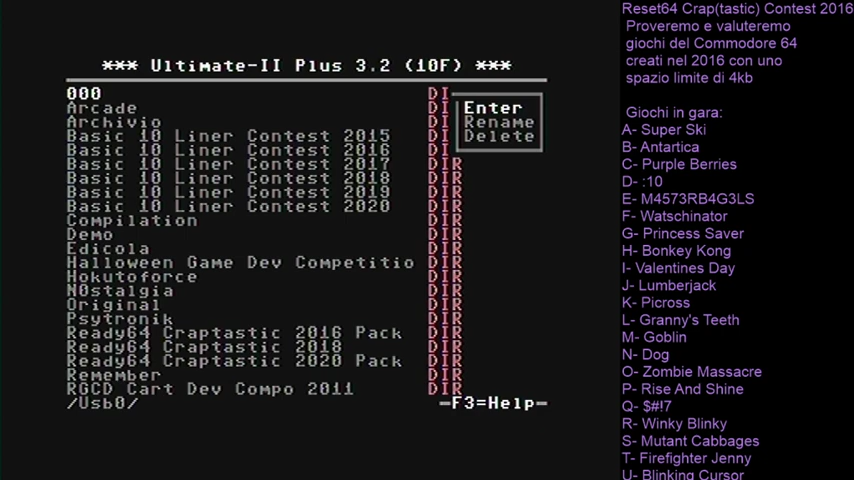 *** Ultimate-II Plus 3.2 (10F) ***
000 DI
Arcade DI
Archivio DI
Basic 10 Liner Contest 2015 DI
Basic 10 Liner Contest 2016 DI
Basic 10 Liner Contest 2017 DIR
Basic 10 Liner Contest 2018 DIR
Basic 10 Liner Contest 2019 DIR
Basic 10 Liner Contest 2020 DIR
Compilation DIR
Demo DIR
Edicola DIR
Halloween Game Dev Competitio DIR
Hokutoforce DIR
N0stalgia DIR
Original DIR
Psytronik DIR
Ready64 Craptastic 2016 Pack DIR
Ready64 Craptastic 2018 DIR
Ready64 Craptastic 2020 Pack DIR
Remember DIR
RGCD Cart Dev Compo 2011 DIR
/Usb0/ -F3=Help-
Enter
Rename
Delete
Reset64 Crap(tastic) Contest 2016
Proveremo e valuteremo
giochi del Commodore 64
creati nel 2016 con uno
spazio limite di 4kb
Giochi in gara:
A- Super Ski
B- Antartica
C- Purple Berries
D- :10
E- M4573RB4G3LS
F- Watschinator
G- Princess Saver
H- Bonkey Kong
I- Valentines Day
J- Lumberjack
K- Picross
L- Granny's Teeth
M- Goblin
N- Dog
O- Zombie Massacre
P- Rise And Shine
Q- $#!7
R- Winky Blinky
S- Mutant Cabbages
T- Firefighter Jenny
U- Blinking Cursor